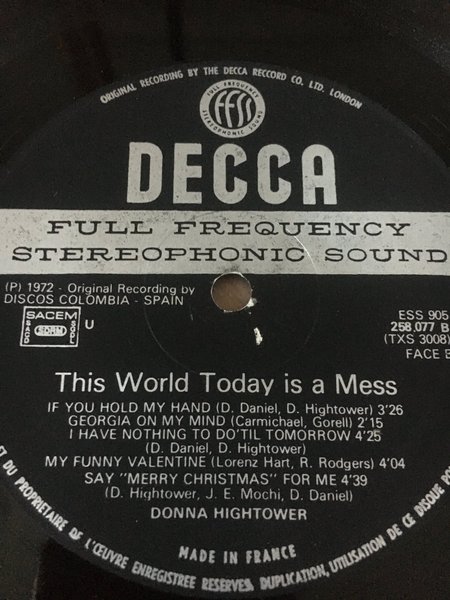 ORIGINAL RECORDING BY THE DECCA RECCORD CO. LTD. LONDON
FULL FREQUENCY
FFSS
STEREOPHONIC SOUND
DECCA
FULL FREQUENCY
STEREOPHONIC SOUND
(P) 1972 - Original Recording by
DISCOS COLOMBIA - SPAIN
SACEM
SACD SDRM SGDL
U
ESS 905
258.077 B
(TXS 3008)
FACE B
This World Today is a Mess
IF YOU HOLD MY HAND (D. Daniel, D. Hightower) 3'26
GEORGIA ON MY MIND (Carmichael, Gorell) 2'15
I HAVE NOTHING TO DO'TIL TOMORROW 4'25
(D. Daniel, D. Hightower)
MY FUNNY VALENTINE (Lorenz Hart, R. Rodgers) 4'04
SAY "MERRY CHRISTMAS" FOR ME 4'39
(D. Hightower, J. E. Mochi, D. Daniel)
DONNA HIGHTOWER
MADE IN FRANCE
ET DU PROPRIETAIRE DE L'ŒUVRE ENREGISTREE RESERVES. DUPLICATION, UTILISATION DE CE DISQUE